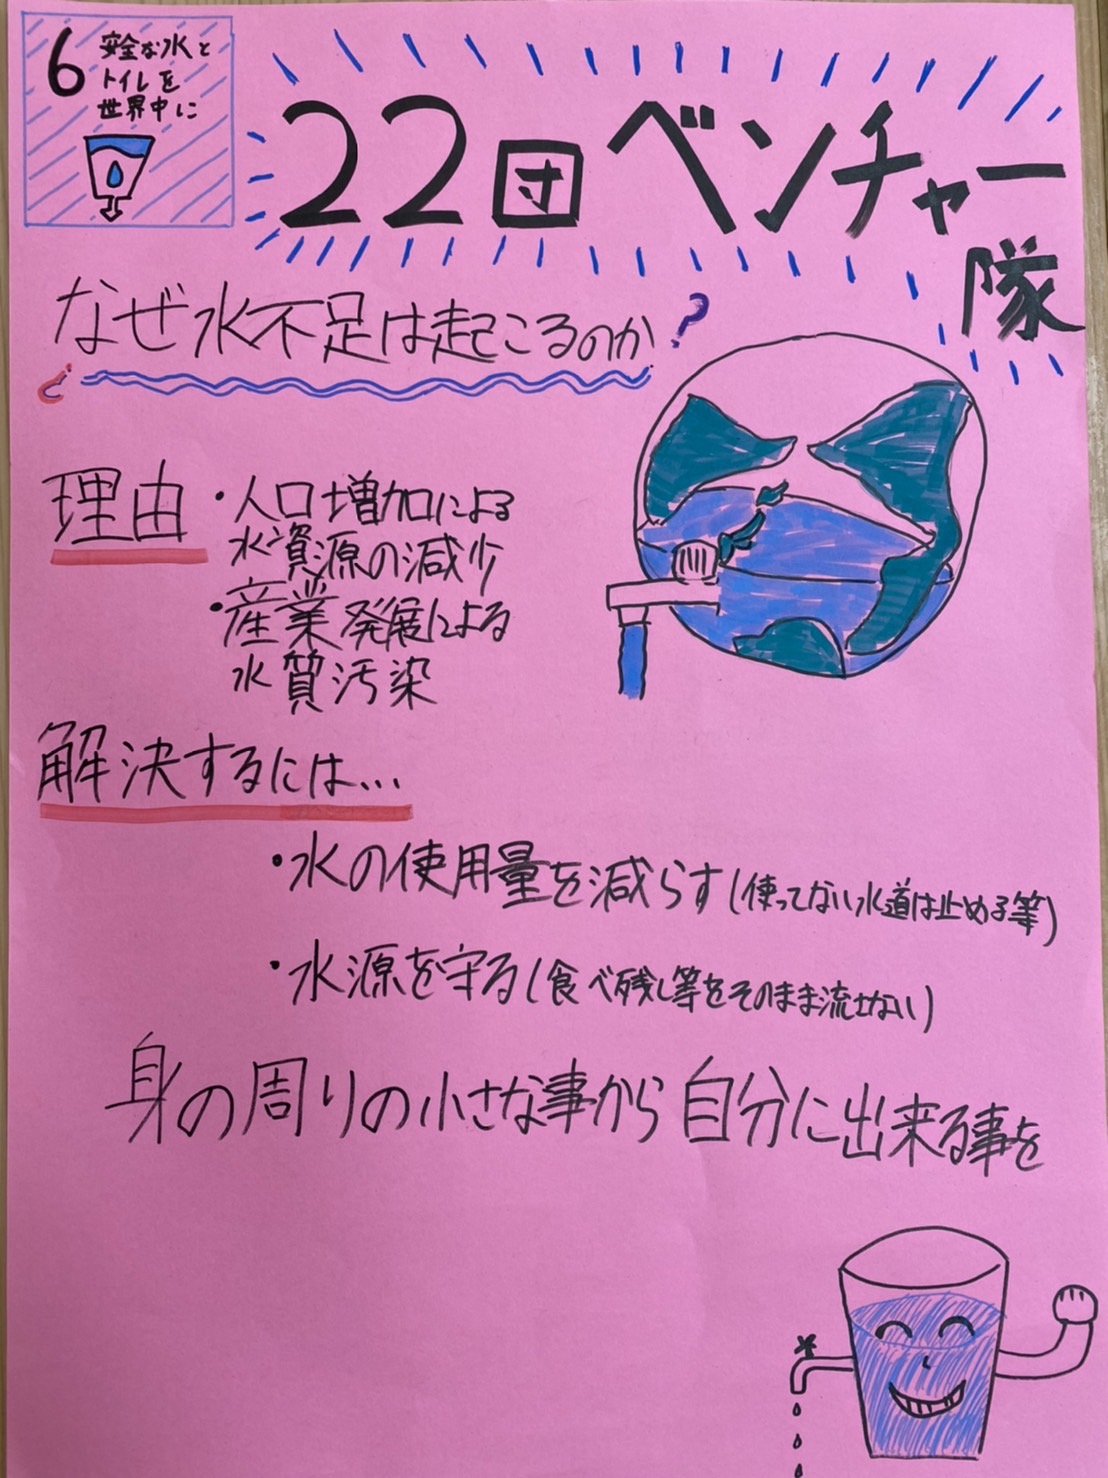 6 安全な水と
トイレを
世界中に
22団 ベンチャー
隊
なぜ水不足は起こるのか?
¿
理由
・人口増加による
水資源の減少
・産業発展による
水質汚染
解決するには…
・水の使用量を減らす(使ってない水道は止める等)
・水源を守る(食べ残し等をそのまま流さない)
身の周りの小さな事から自分に出来る事を